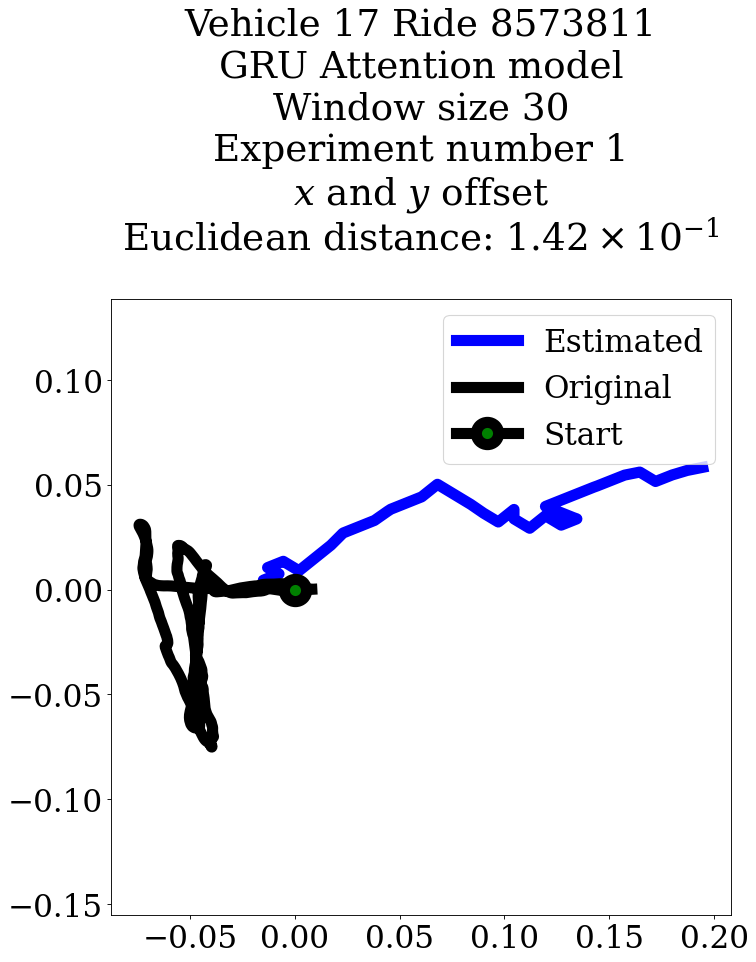 Vehicle 17 Ride 8573811
GRU Attention model
Window size 30
Experiment number 1
x and y offset
Euclidean distance: 1.42 × 10⁻¹
Estimated
Original
Start
0.10
0.05
0.00
−0.05
−0.10
−0.15
−0.05 0.00 0.05 0.10 0.15 0.20